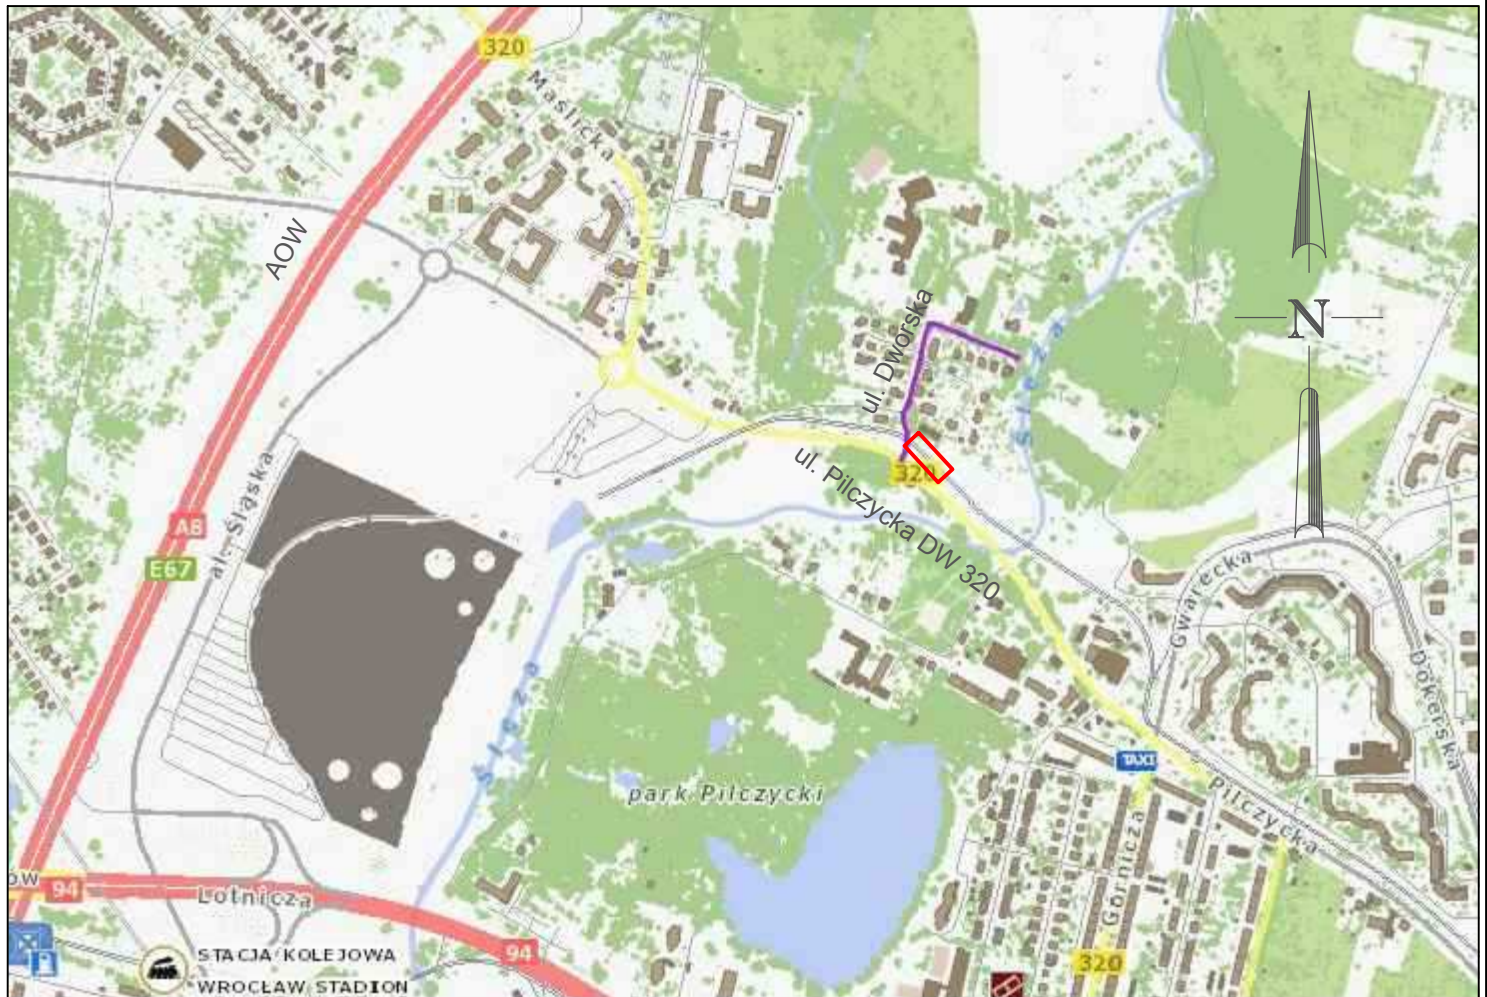 320
Maślicka
AOW
N
ul. Dworska
Ślęza
320
ul. Pilczycka DW 320
al. Śląska
A8
E67
Gwarecka
Dokerska
Ślęza
TAXI
park Pilczycki
Pilczycka
Górnicza
ów
94
Lotnicza
94
320
STACJA KOLEJOWA
WROCŁAW STADION